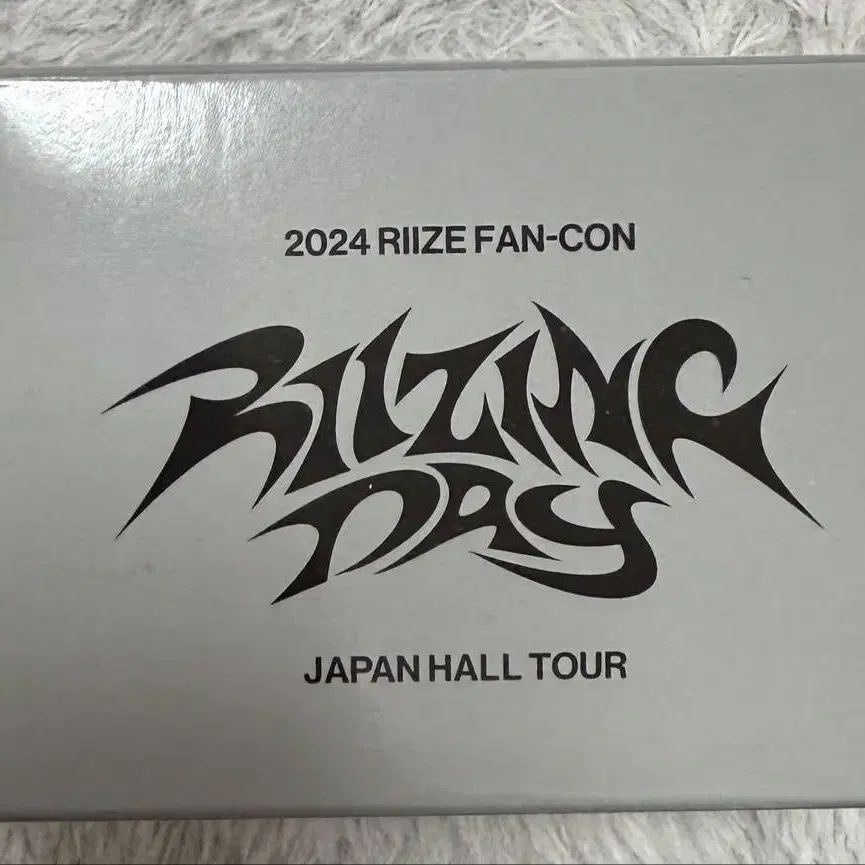 2024 RIIZE FAN-CON
RIIZING
DAY
JAPAN HALL TOUR